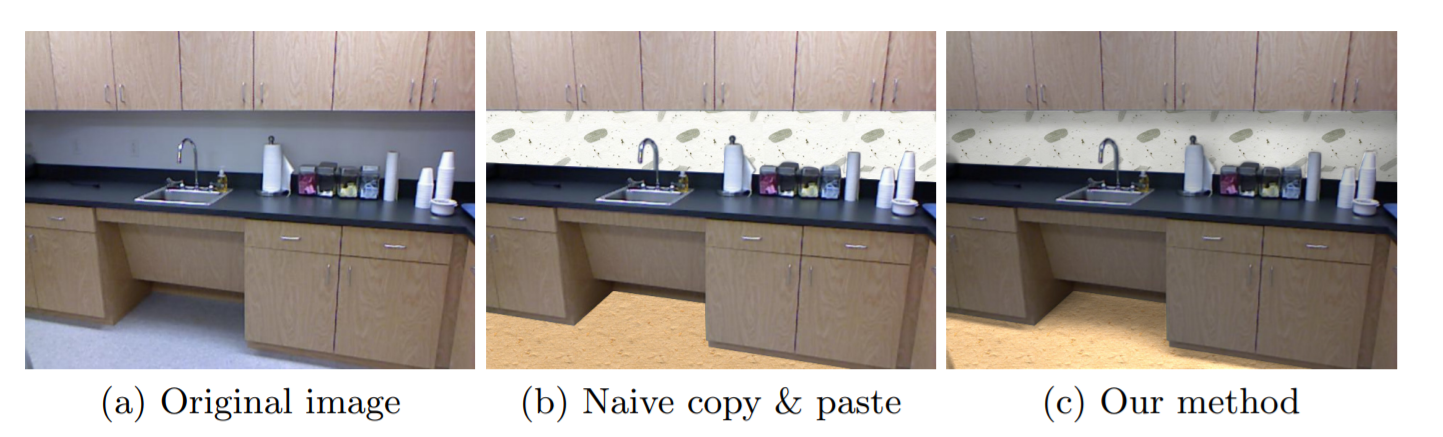 (a) Original image
(b) Naive copy & paste
(c) Our method